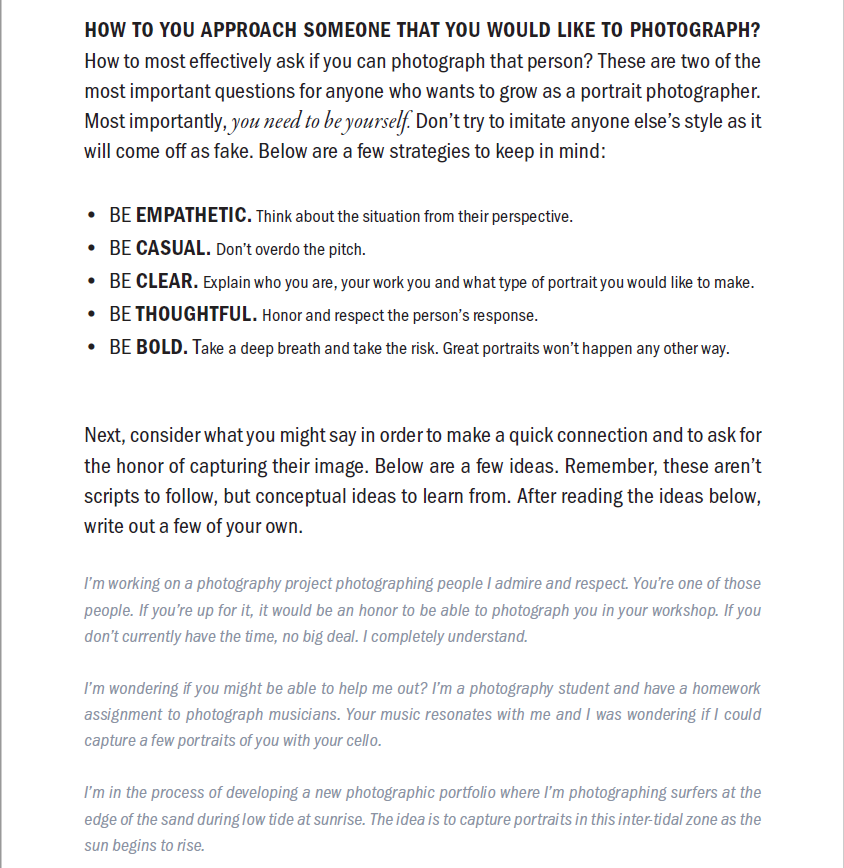 HOW TO YOU APPROACH SOMEONE THAT YOU WOULD LIKE TO PHOTOGRAPH?
How to most effectively ask if you can photograph that person? These are two of the
most important questions for anyone who wants to grow as a portrait photographer.
Most importantly, you need to be yourself. Don’t try to imitate anyone else’s style as it
will come off as fake. Below are a few strategies to keep in mind:
• BE EMPATHETIC. Think about the situation from their perspective.
• BE CASUAL. Don’t overdo the pitch.
• BE CLEAR. Explain who you are, your work you and what type of portrait you would like to make.
• BE THOUGHTFUL. Honor and respect the person’s response.
• BE BOLD. Take a deep breath and take the risk. Great portraits won’t happen any other way.
Next, consider what you might say in order to make a quick connection and to ask for
the honor of capturing their image. Below are a few ideas. Remember, these aren’t
scripts to follow, but conceptual ideas to learn from. After reading the ideas below,
write out a few of your own.
I’m working on a photography project photographing people I admire and respect. You’re one of those
people. If you’re up for it, it would be an honor to be able to photograph you in your workshop. If you
don’t currently have the time, no big deal. I completely understand.
I’m wondering if you might be able to help me out? I’m a photography student and have a homework
assignment to photograph musicians. Your music resonates with me and I was wondering if I could
capture a few portraits of you with your cello.
I’m in the process of developing a new photographic portfolio where I’m photographing surfers at the
edge of the sand during low tide at sunrise. The idea is to capture portraits in this inter-tidal zone as the
sun begins to rise.